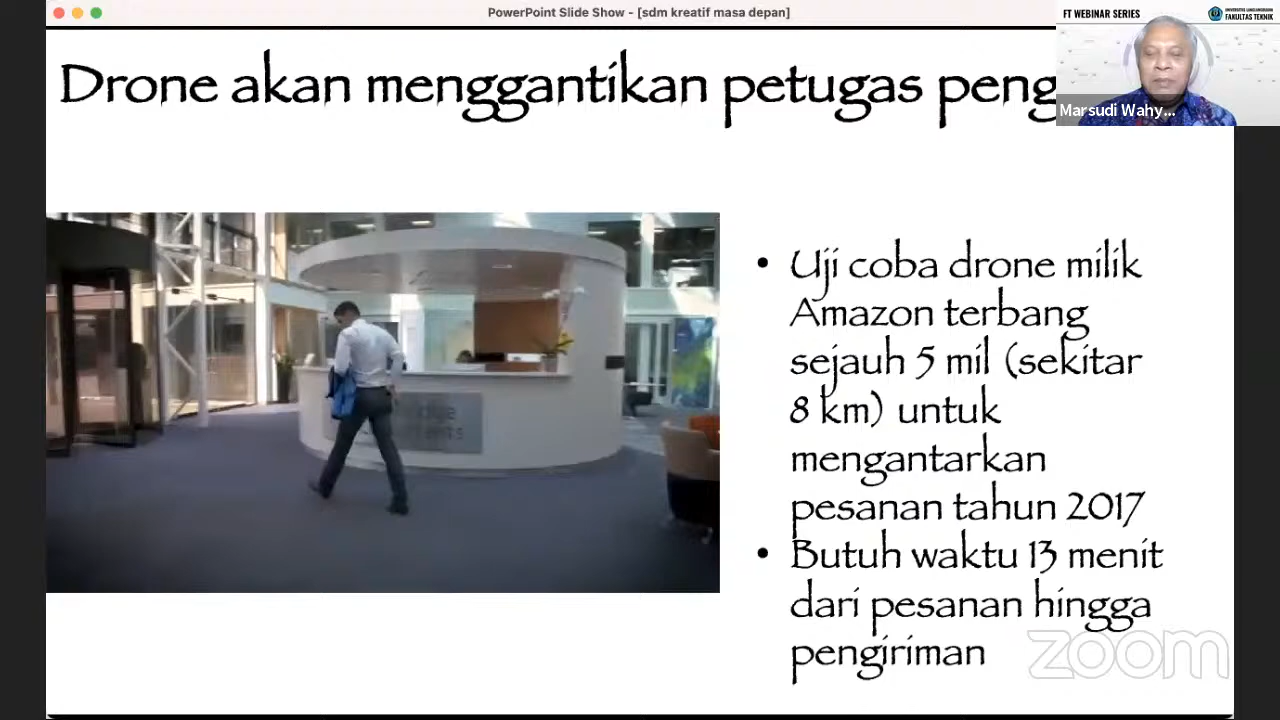 PowerPoint Slide Show - [sdm kreatif masa depan]
FT WEBINAR SERIES
UNIVERSITAS LANGLANGBUANA
FAKULTAS TEKNIK
Drone akan menggantikan petugas peng
Marsudi Wahy...
• Uji coba drone milik
Amazon terbang
sejauh 5 mil (sekitar
8 km) untuk
mengantarkan
pesanan tahun 2017
• Butuh waktu 13 menit
dari pesanan hingga
pengiriman
zoom